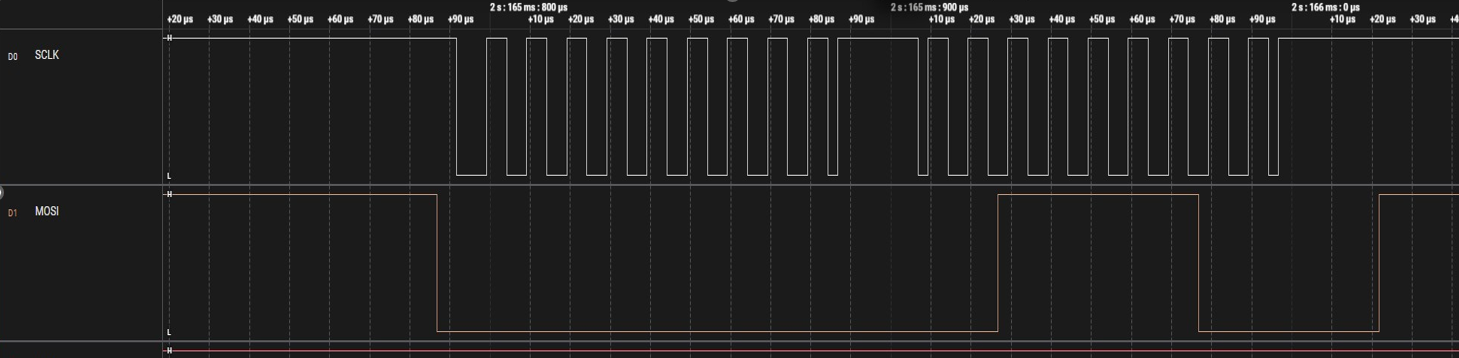 2 s : 165 ms : 800 µs 2 s : 165 ms : 900 µs 2 s : 166 ms : 0 µs
+20 µs +30 µs +40 µs +50 µs +60 µs +70 µs +80 µs +90 µs +10 µs +20 µs +30 µs +40 µs +50 µs +60 µs +70 µs +80 µs +90 µs +10 µs +20 µs +30 µs +40 µs +50 µs +60 µs +70 µs +80 µs +90 µs +10 µs +20 µs +30 µs +4
H
D0 SCLK
L
H
D1 MOSI
L
H